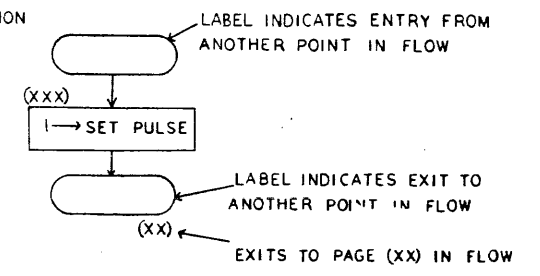 ION
LABEL INDICATES ENTRY FROM
ANOTHER POINT IN FLOW
(XXX)
1→SET PULSE
LABEL INDICATES EXIT TO
ANOTHER POINT IN FLOW
(XX)
EXITS TO PAGE (XX) IN FLOW